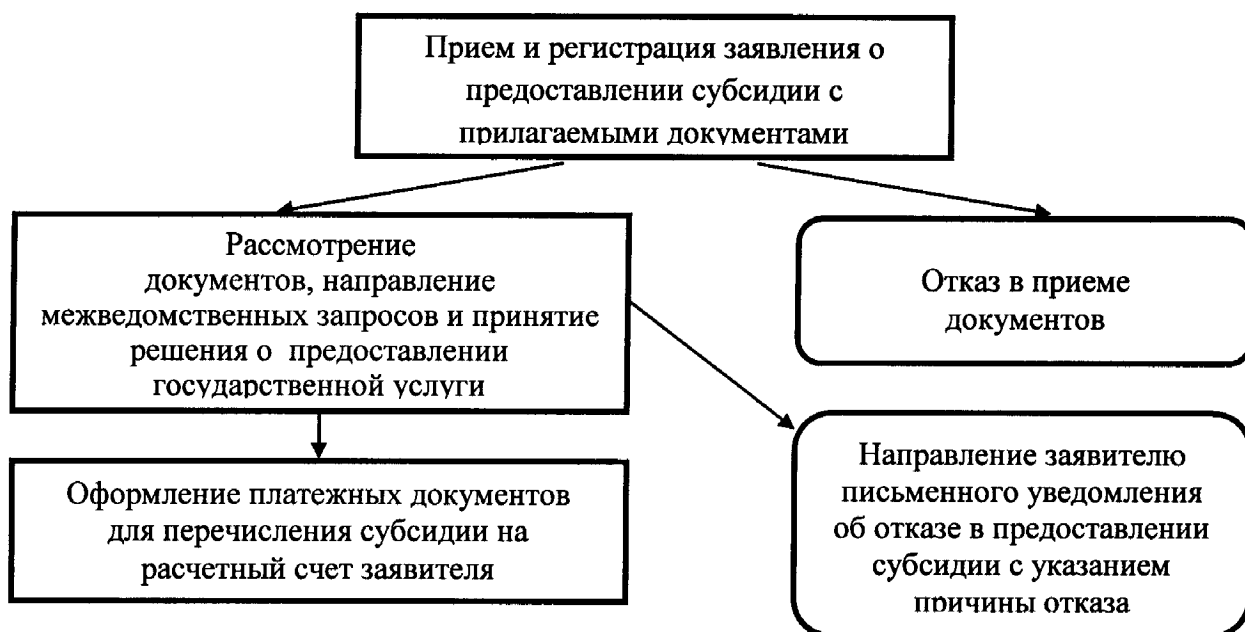 Прием и регистрация заявления о
предоставлении субсидии с
прилагаемыми документами
Рассмотрение
документов, направление
межведомственных запросов и принятие
решения о предоставлении
государственной услуги
Отказ в приеме
документов
Оформление платежных документов
для перечисления субсидии на
расчетный счет заявителя
Направление заявителю
письменного уведомления
об отказе в предоставлении
субсидии с указанием
причины отказа